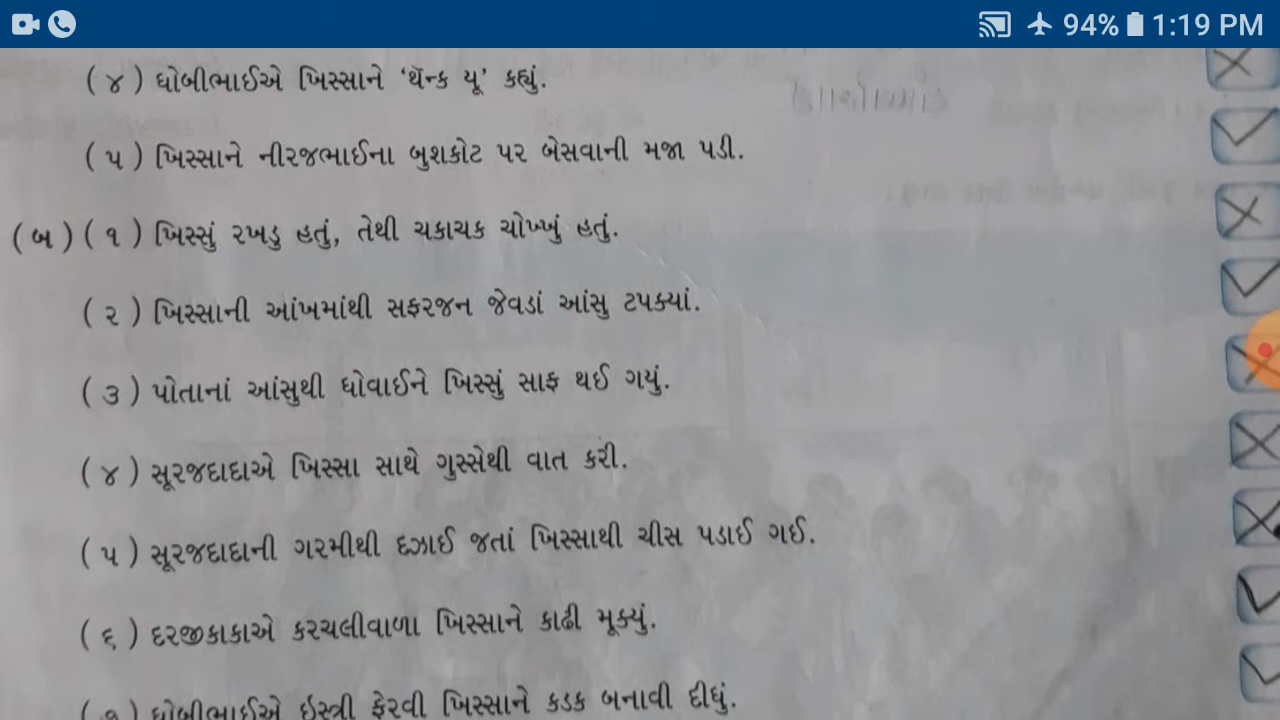 94% 1:19 PM
(૪) ધોબીભાઈએ ખિસ્સાને ‘થૅન્ક યૂ’ કહ્યું.
(૫) ખિસ્સાને નીરજભાઈના બુશકોટ પર બેસવાની મજા પડી.
(બ) (૧) ખિસ્સું રખડુ હતું, તેથી ચકાચક ચોખ્ખું હતું.
(૨) ખિસ્સાની આંખમાંથી સફરજન જેવડાં આંસુ ટપક્યાં.
(૩) પોતાનાં આંસુથી ધોવાઈને ખિસ્સું સાફ થઈ ગયું.
(૪) સૂરજદાદાએ ખિસ્સા સાથે ગુસ્સેથી વાત કરી.
(૫) સૂરજદાદાની ગરમીથી દઝાઈ જતાં ખિસ્સાથી ચીસ પડાઈ ગઈ.
(૬) દરજીકાકાએ કરચલીવાળા ખિસ્સાને કાઢી મૂક્યું.
(૭) ધોબીભાઈએ ઇસ્ત્રી ફેરવી ખિસ્સાને કડક બનાવી દીધું.